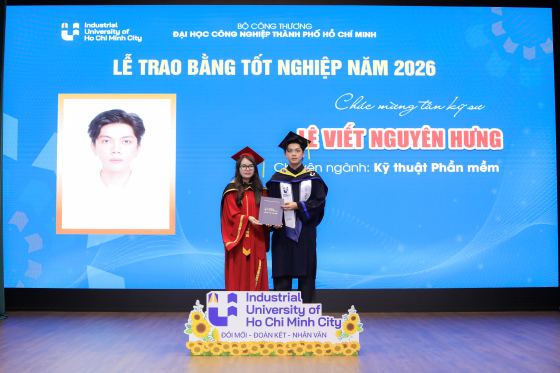 Industrial
University of
Ho Chi Minh City
BỘ CÔNG THƯƠNG
ĐẠI HỌC CÔNG NGHIỆP THÀNH PHỐ HỒ CHÍ MINH
LỄ TRAO BẰNG TỐT NGHIỆP NĂM 2026
Chúc mừng tân kỹ sư
LÊ VIẾT NGUYÊN HƯNG
ngành: Kỹ thuật Phần mềm
Industrial
University of
Ho Chi Minh City
ĐỔI MỚI - ĐOÀN KẾT - NHÂN VĂN